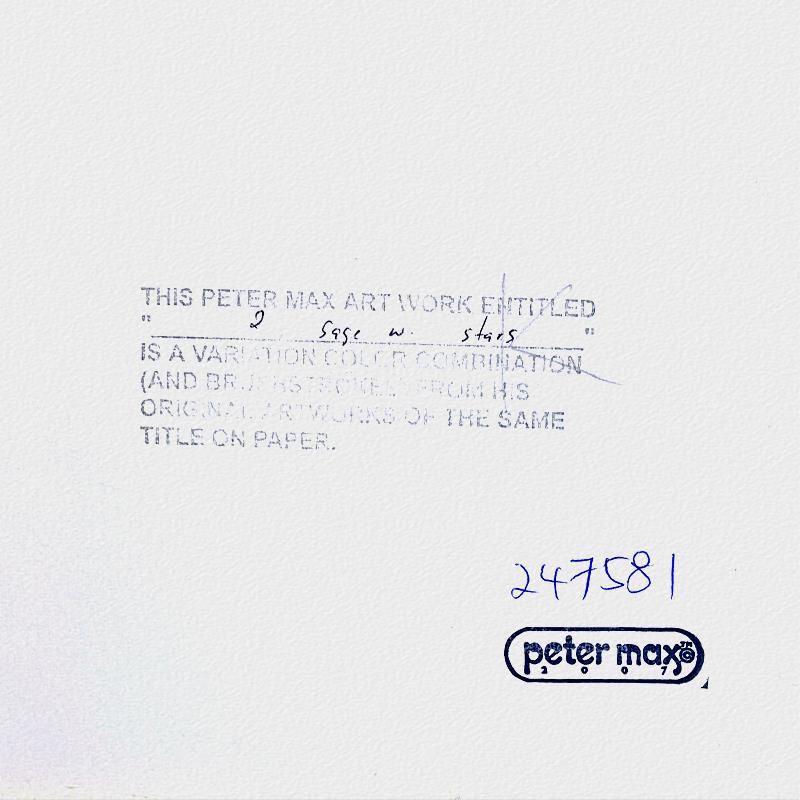 THIS PETER MAX ART WORK ENTITLED
" 2 Sage w. stars "
IS A VARIATION COLOR COMBINATION
(AND BRUSHSTROKES) FROM HIS
ORIGINAL ARTWORKS OF THE SAME
TITLE ON PAPER.
247581
peter max ™ ©
2007